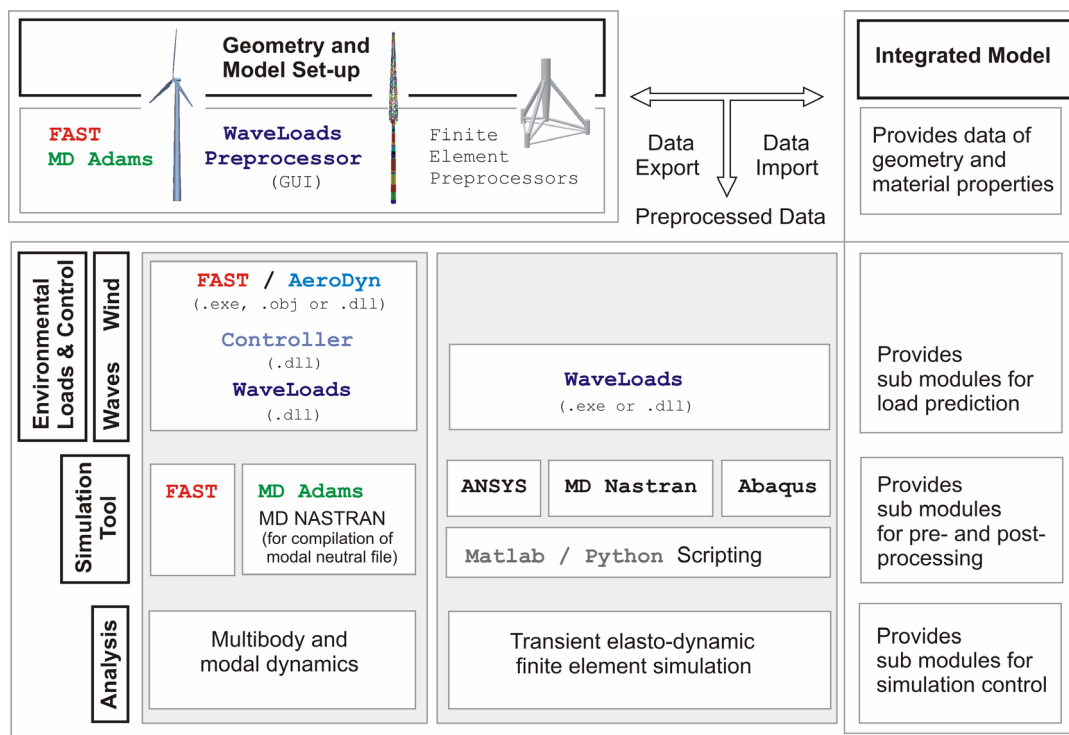 Geometry and
Model Set-up
FAST
MD Adams
WaveLoads
Preprocessor
(GUI)
Finite
Element
Preprocessors
Data
Export
Data
Import
Preprocessed Data
Integrated Model
Provides data of
geometry and
material properties
Environmental
Loads & Control
Waves Wind
FAST / AeroDyn
(.exe, .obj or .dll)
Controller
(.dll)
WaveLoads
(.dll)
WaveLoads
(.exe or .dll)
Provides
sub modules for
load prediction
Simulation
Tool
FAST
MD Adams
MD NASTRAN
(for compilation of
modal neutral file)
ANSYS
MD Nastran
Abaqus
Matlab / Python Scripting
Provides
sub modules
for pre- and post-
processing
Analysis
Multibody and
modal dynamics
Transient elasto-dynamic
finite element simulation
Provides
sub modules for
simulation control